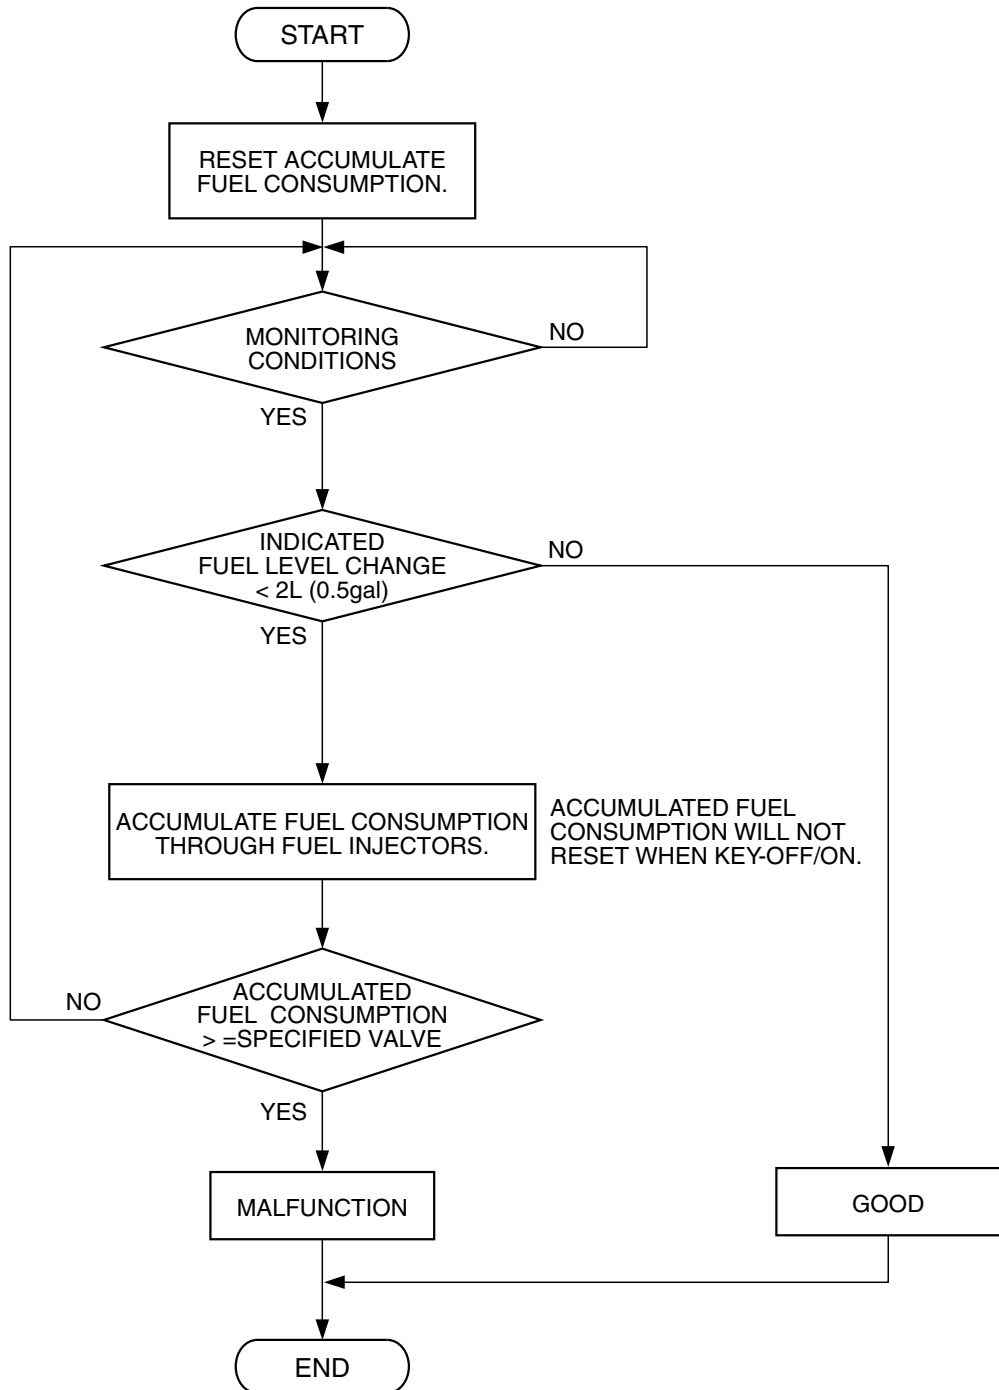 START
RESET ACCUMULATE
FUEL CONSUMPTION.
MONITORING
CONDITIONS
NO
YES
INDICATED
FUEL LEVEL CHANGE
< 2L (0.5gal)
NO
YES
ACCUMULATE FUEL CONSUMPTION
THROUGH FUEL INJECTORS.
ACCUMULATED FUEL
CONSUMPTION WILL NOT
RESET WHEN KEY-OFF/ON.
NO
ACCUMULATED
FUEL CONSUMPTION
> =SPECIFIED VALVE
YES
MALFUNCTION
GOOD
END